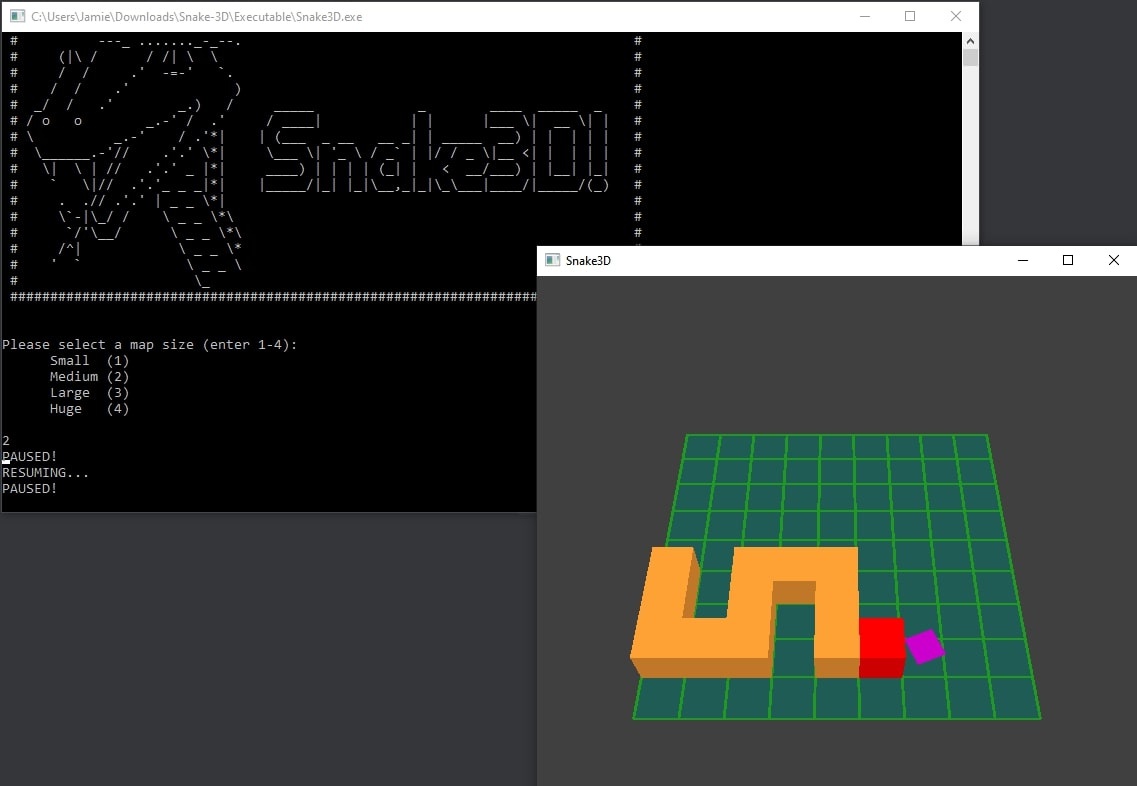 C:\Users\Jamie\Downloads\Snake-3D\Executable\Snake3D.exe
Snake3D!
Please select a map size (enter 1-4):
Small (1)
Medium (2)
Large (3)
Huge (4)
2
PAUSED!
RESUMING...
PAUSED!
Snake3D